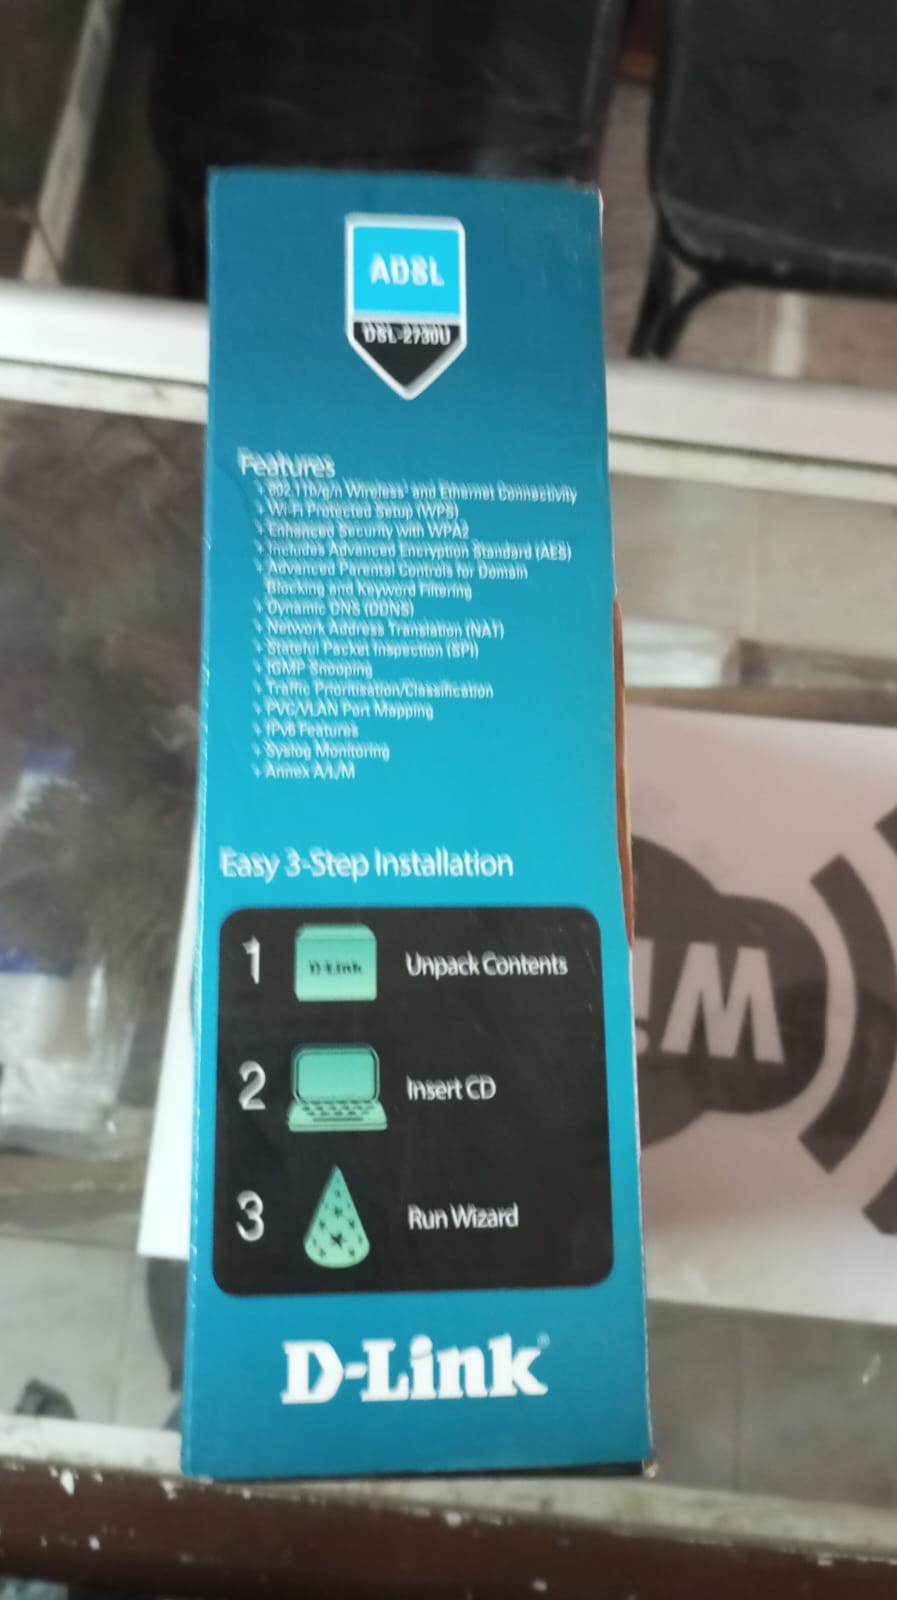 ADSL
DSL-2730U
Features
802.11b/g/n Wireless¹ and Ethernet Connectivity
Wi-Fi Protected Setup (WPS)
Enhanced Security with WPA2
Includes Advanced Encryption Standard (AES)
Advanced Parental Controls for Domain
Blocking and Keyword Filtering
Dynamic DNS (DDNS)
Network Address Translation (NAT)
Stateful Packet Inspection (SPI)
IGMP Snooping
Traffic Prioritisation/Classification
PVC/VLAN Port Mapping
IPv6 Features
Syslog Monitoring
Annex A/L/M
Easy 3-Step Installation
1 D-Link Unpack Contents
2 Insert CD
3 Run Wizard
D-Link®
Wi